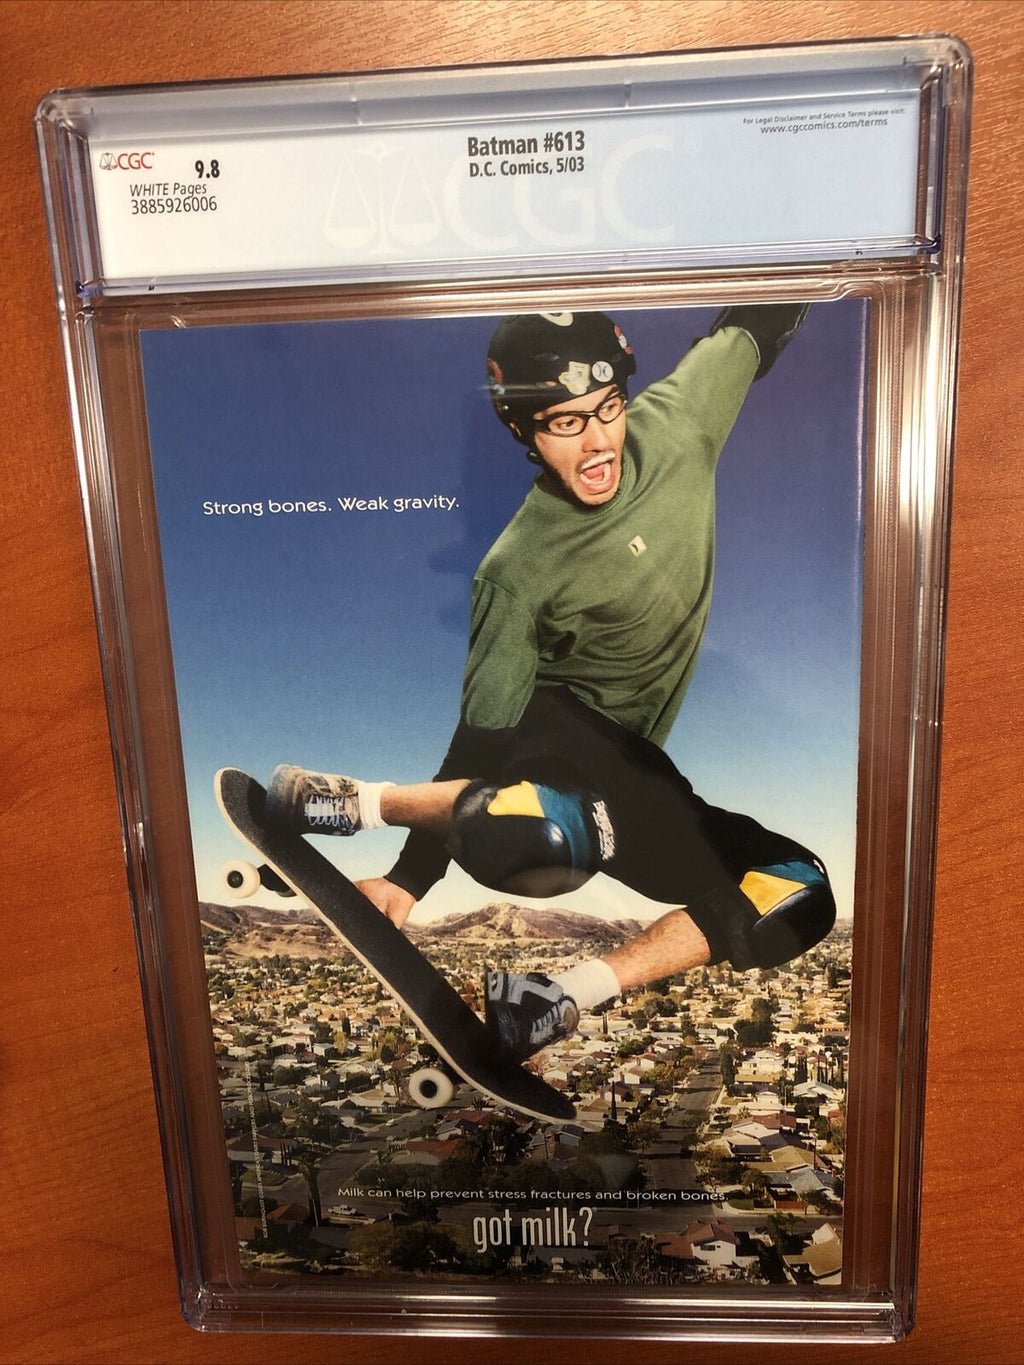 CGC
9.8
WHITE Pages
3885926006
Batman #613
D.C. Comics, 5/03
For Legal Disclaimer and Service Terms please visit:
www.cgccomics.com/terms
CGC
Strong bones. Weak gravity.
Milk can help prevent stress fractures and broken bones.
got milk?